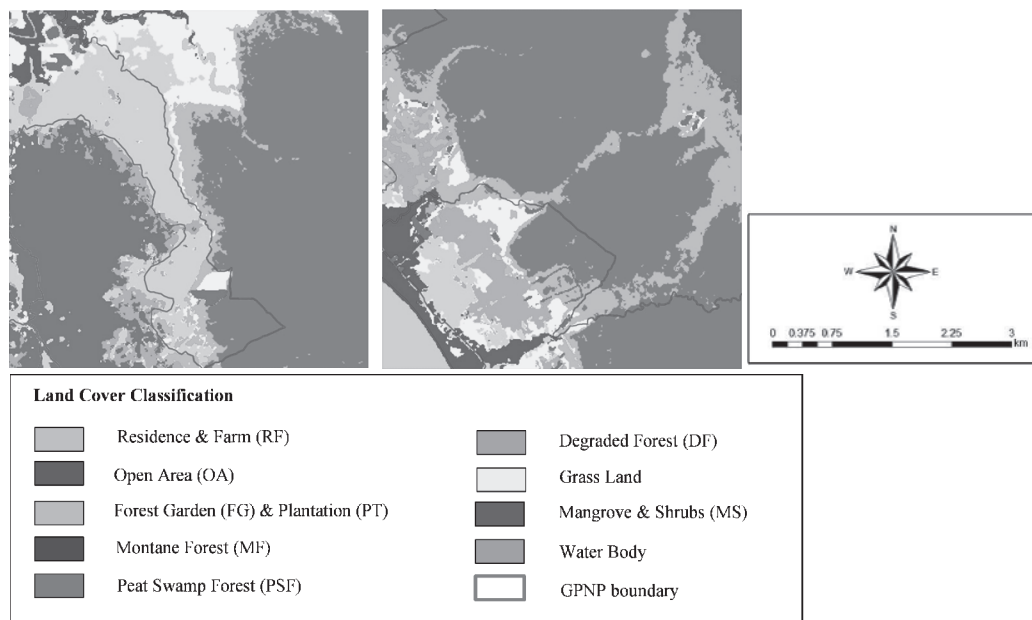 N
W E
S
0 0.375 0.75 1.5 2.25 3
km
Land Cover Classification
Residence & Farm (RF)
Open Area (OA)
Forest Garden (FG) & Plantation (PT)
Montane Forest (MF)
Peat Swamp Forest (PSF)
Degraded Forest (DF)
Grass Land
Mangrove & Shrubs (MS)
Water Body
GPNP boundary